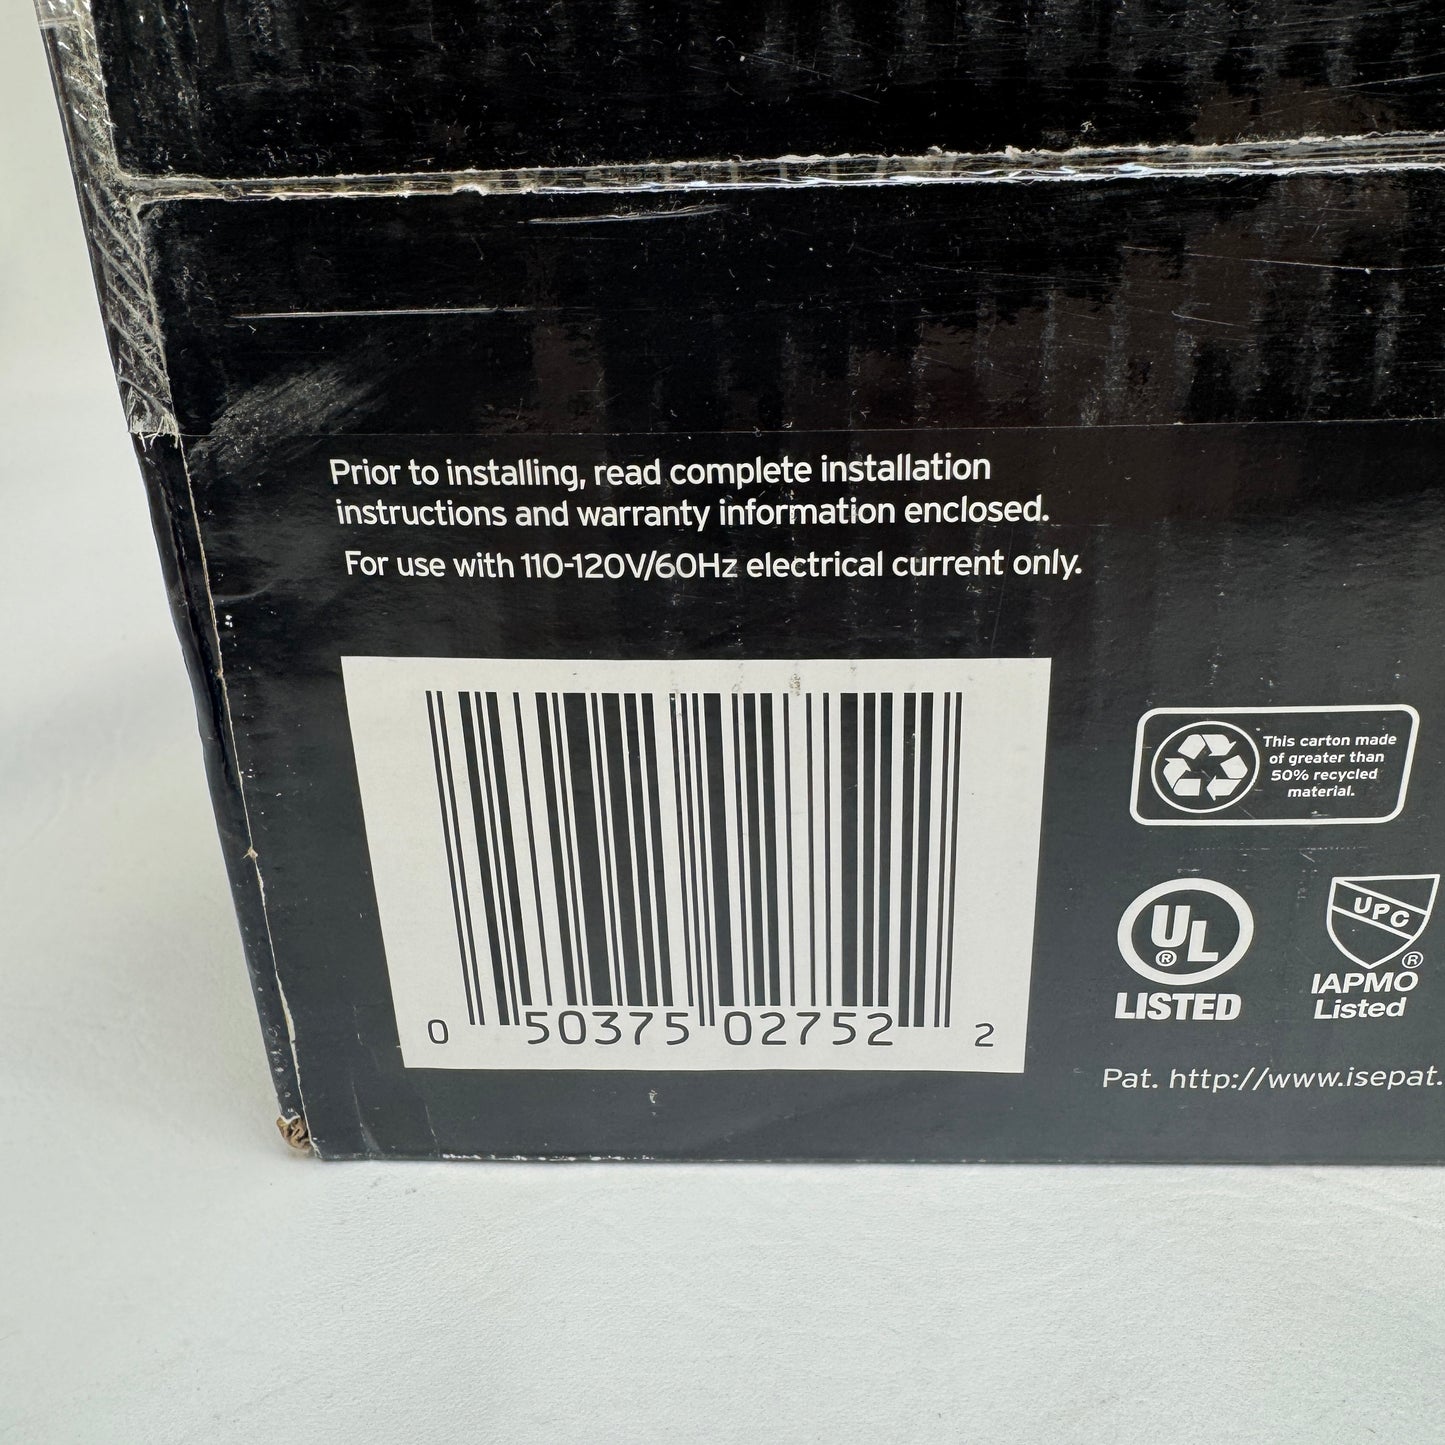 Prior to installing, read complete installation
instructions and warranty information enclosed.
For use with 110-120V/60Hz electrical current only.
This carton made
of greater than
50% recycled
material.
UL
®
LISTED
UPC
®
IAPMO
Listed
0 50375 02752 2
Pat. http://www.isepat.